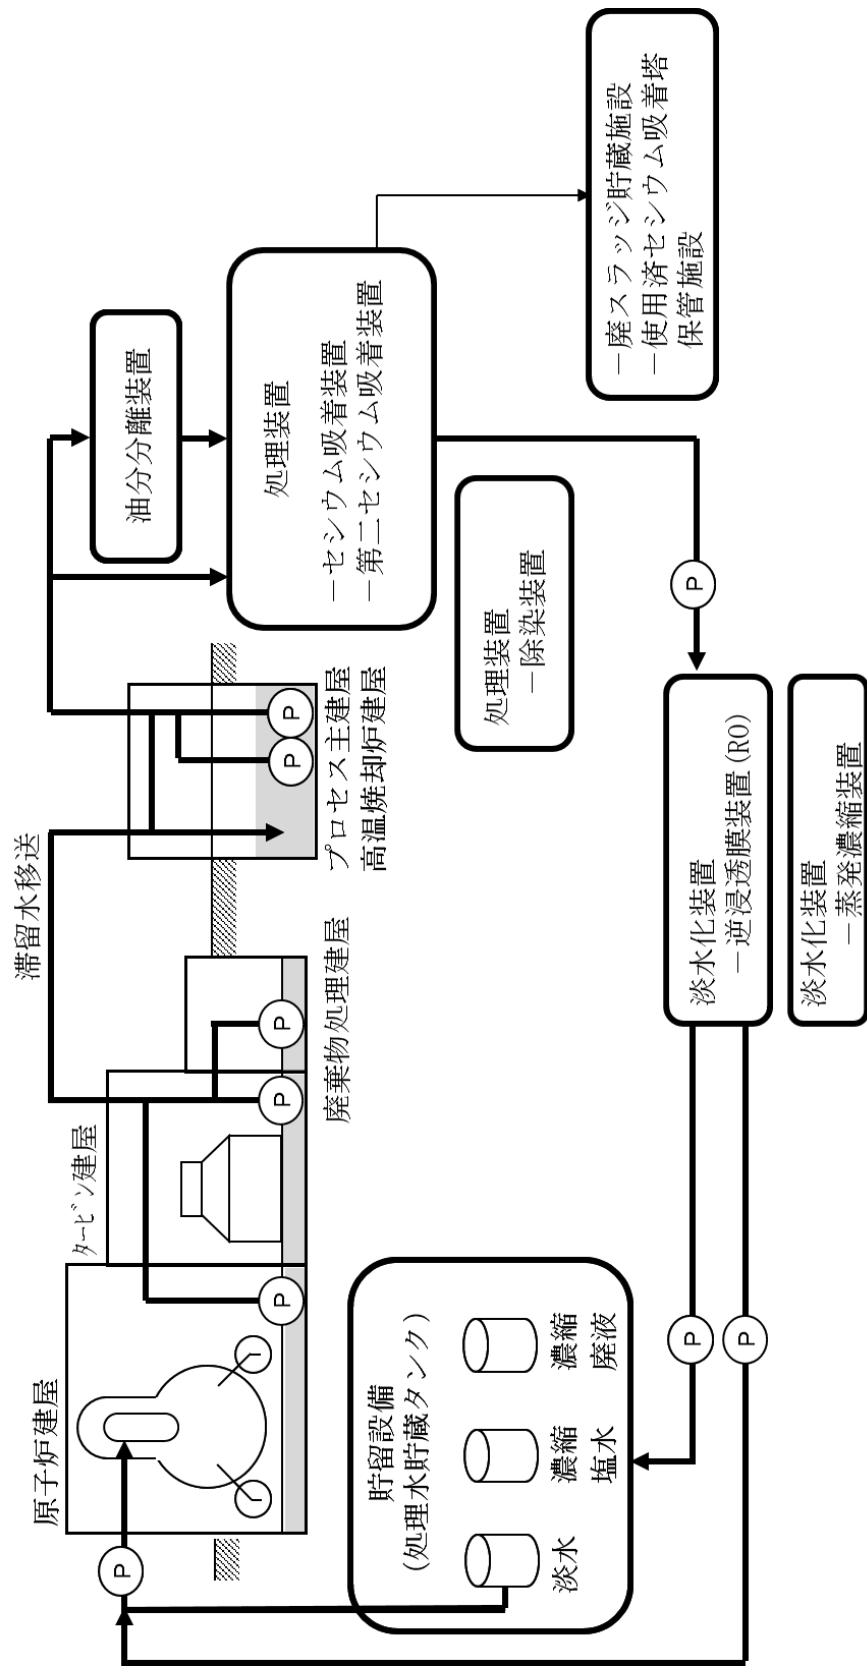 原子炉建屋
ターピン建屋
滞留水移送
P
P
P
P
廃棄物処理建屋
P
P
プロセス主建屋
高温焼却炉建屋
油分分離装置
処理装置
－セシウム吸着装置
－第二セシウム吸着装置
処理装置
－除染装置
－廃スラッジ貯蔵施設
－使用済セシウム吸着塔
保管施設
貯留設備
(処理水貯蔵タンク)
淡水
濃縮
塩水
濃縮
廃液
P
P
P
淡水化装置
－逆浸透膜装置(RO)
淡水化装置
－蒸発濃縮装置